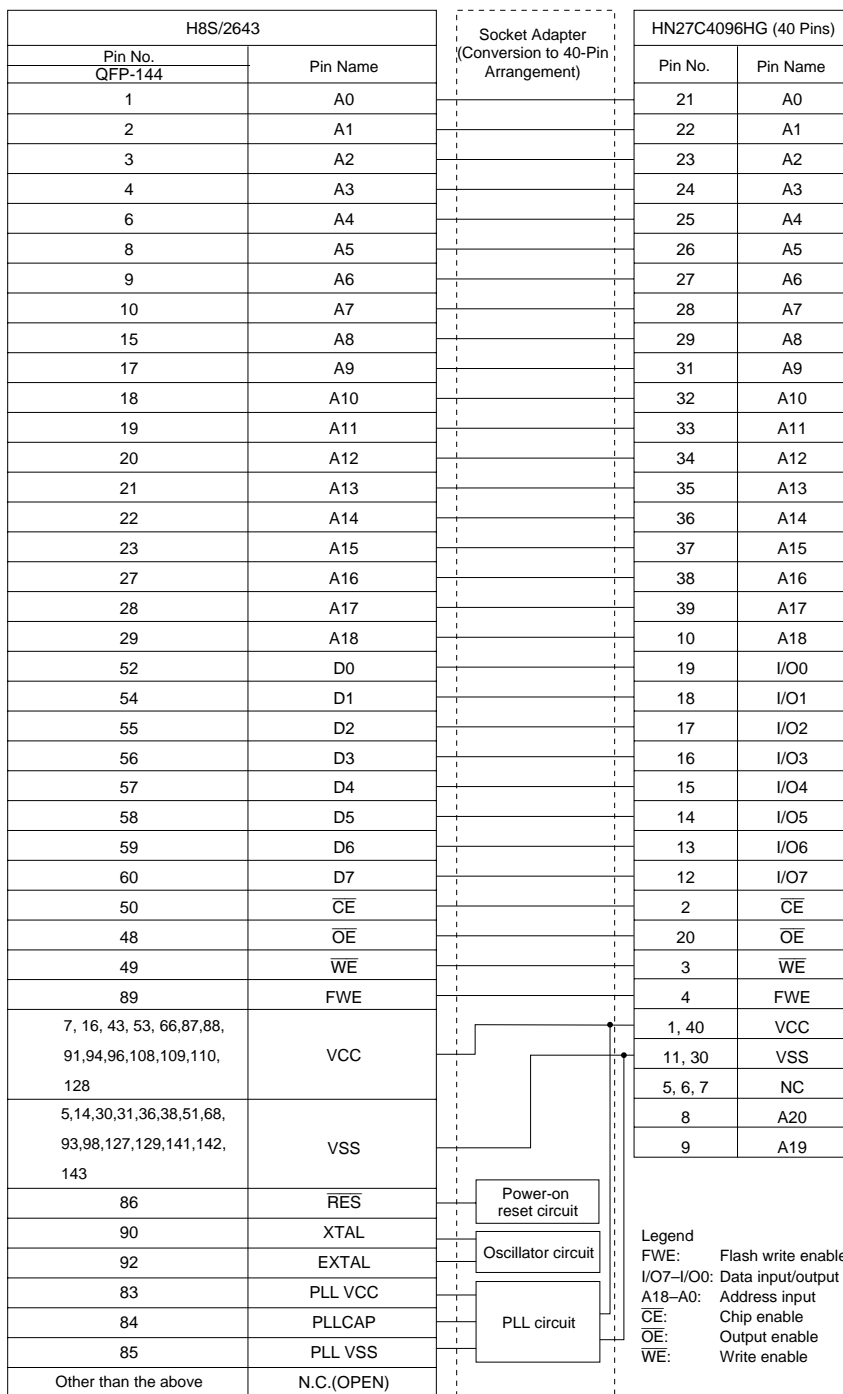 H8S/2643 Socket Adapter (Conversion to 40-Pin Arrangement) HN27C4096HG (40 Pins)
Pin No. QFP-144 Pin Name Pin No. Pin Name
1 A0 21 A0
2 A1 22 A1
3 A2 23 A2
4 A3 24 A3
6 A4 25 A4
8 A5 26 A5
9 A6 27 A6
10 A7 28 A7
15 A8 29 A8
17 A9 31 A9
18 A10 32 A10
19 A11 33 A11
20 A12 34 A12
21 A13 35 A13
22 A14 36 A14
23 A15 37 A15
27 A16 38 A16
28 A17 39 A17
29 A18 10 A18
52 D0 19 I/O0
54 D1 18 I/O1
55 D2 17 I/O2
56 D3 16 I/O3
57 D4 15 I/O4
58 D5 14 I/O5
59 D6 13 I/O6
60 D7 12 I/O7
50 C̅E̅ 2 C̅E̅
48 O̅E̅ 20 O̅E̅
49 W̅E̅ 3 W̅E̅
89 FWE 4 FWE
7, 16, 43, 53, 66,87,88,
91,94,96,108,109,110,
128
VCC
1, 40 VCC
11, 30 VSS
5, 6, 7 NC
8 A20
9 A19
5,14,30,31,36,38,51,68,
93,98,127,129,141,142,
143
VSS
86 R̅E̅S̅ Power-on reset circuit
90 XTAL Oscillator circuit
92 EXTAL
83 PLL VCC
84 PLLCAP PLL circuit
85 PLL VSS
Other than the above N.C.(OPEN)
Legend
FWE: Flash write enable
I/O7–I/O0: Data input/output
A18–A0: Address input
C̅E̅: Chip enable
O̅E̅: Output enable
W̅E̅: Write enable